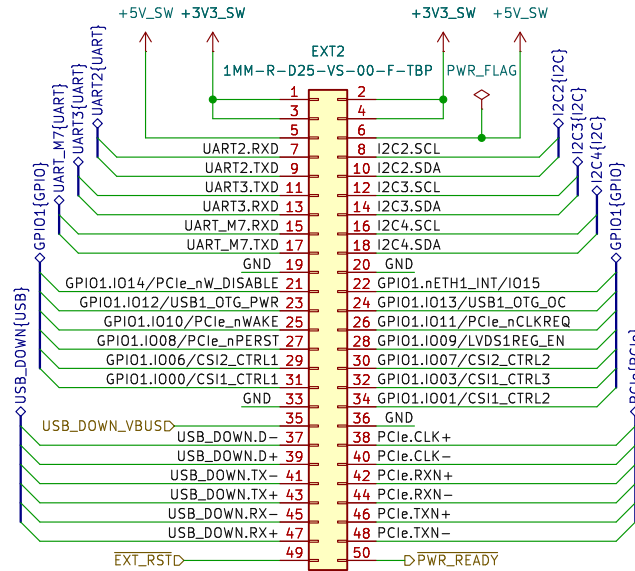 +5V_SW +3V3_SW +3V3_SW +5V_SW
EXT2
1MM-R-D25-VS-00-F-TBP PWR_FLAG
UART2{UART}
UART3{UART}
UART_M7{UART}
GPIO1{GPIO}
USB_DOWN{USB}
I2C2{I2C}
I2C3{I2C}
I2C4{I2C}
GPIO1{GPIO}
PCIe{PCIe}
1 2
3 4
5 6
UART2.RXD 7 8 I2C2.SCL
UART2.TXD 9 10 I2C2.SDA
UART3.TXD 11 12 I2C3.SCL
UART3.RXD 13 14 I2C3.SDA
UART_M7.RXD 15 16 I2C4.SCL
UART_M7.TXD 17 18 I2C4.SDA
GND 19 20 GND
GPIO1.IO14/PCIe_nW_DISABLE 21 22 GPIO1.nETH1_INT/IO15
GPIO1.IO12/USB1_OTG_PWR 23 24 GPIO1.IO13/USB1_OTG_OC
GPIO1.IO10/PCIe_nWAKE 25 26 GPIO1.IO11/PCIe_nCLKREQ
GPIO1.IO08/PCIe_nPERST 27 28 GPIO1.IO09/LVDS1REG_EN
GPIO1.IO06/CSI2_CTRL1 29 30 GPIO1.IO07/CSI2_CTRL2
GPIO1.IO00/CSI1_CTRL1 31 32 GPIO1.IO03/CSI1_CTRL3
GND 33 34 GPIO1.IO001/CSI1_CTRL2
USB_DOWN_VBUS 35 36 GND
USB_DOWN.D- 37 38 PCIe.CLK+
USB_DOWN.D+ 39 40 PCIe.CLK-
USB_DOWN.TX- 41 42 PCIe.RXN+
USB_DOWN.TX+ 43 44 PCIe.RXN-
USB_DOWN.RX- 45 46 PCIe.TXN+
USB_DOWN.RX+ 47 48 PCIe.TXN-
EXT_RST 49 50 PWR_READY